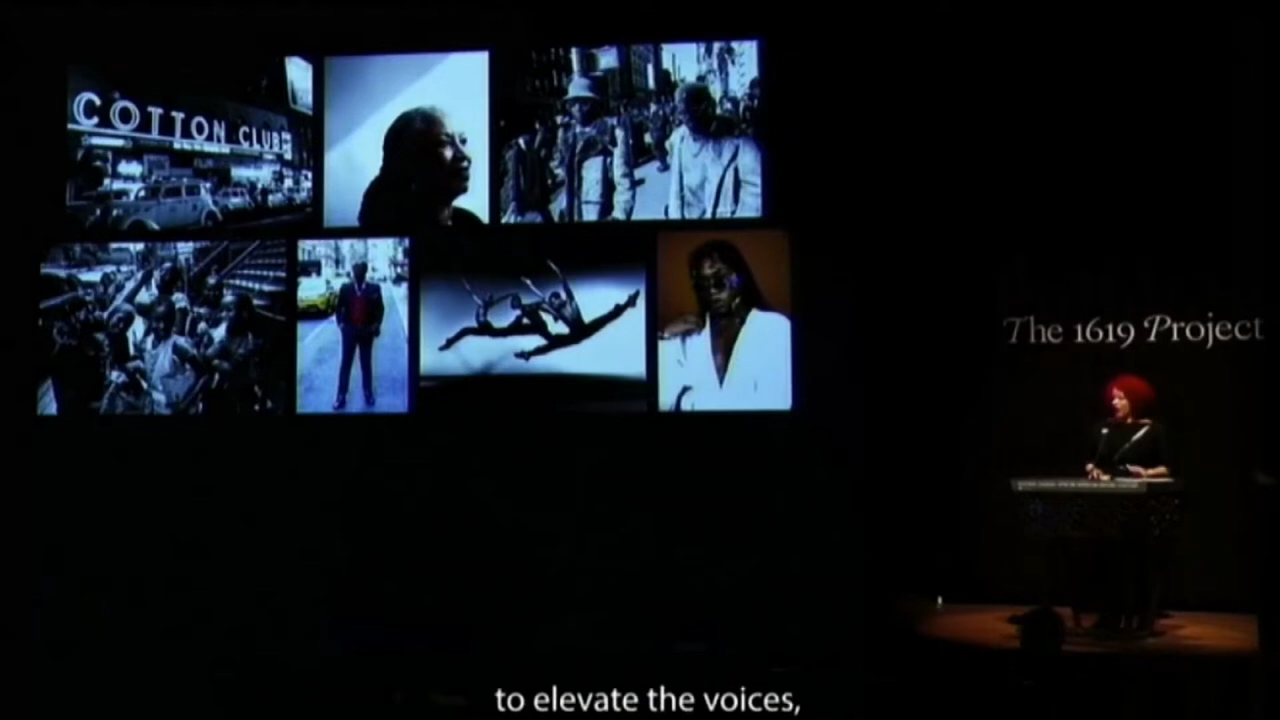 COTTON CLUB
The 1619 Project
to elevate the voices,